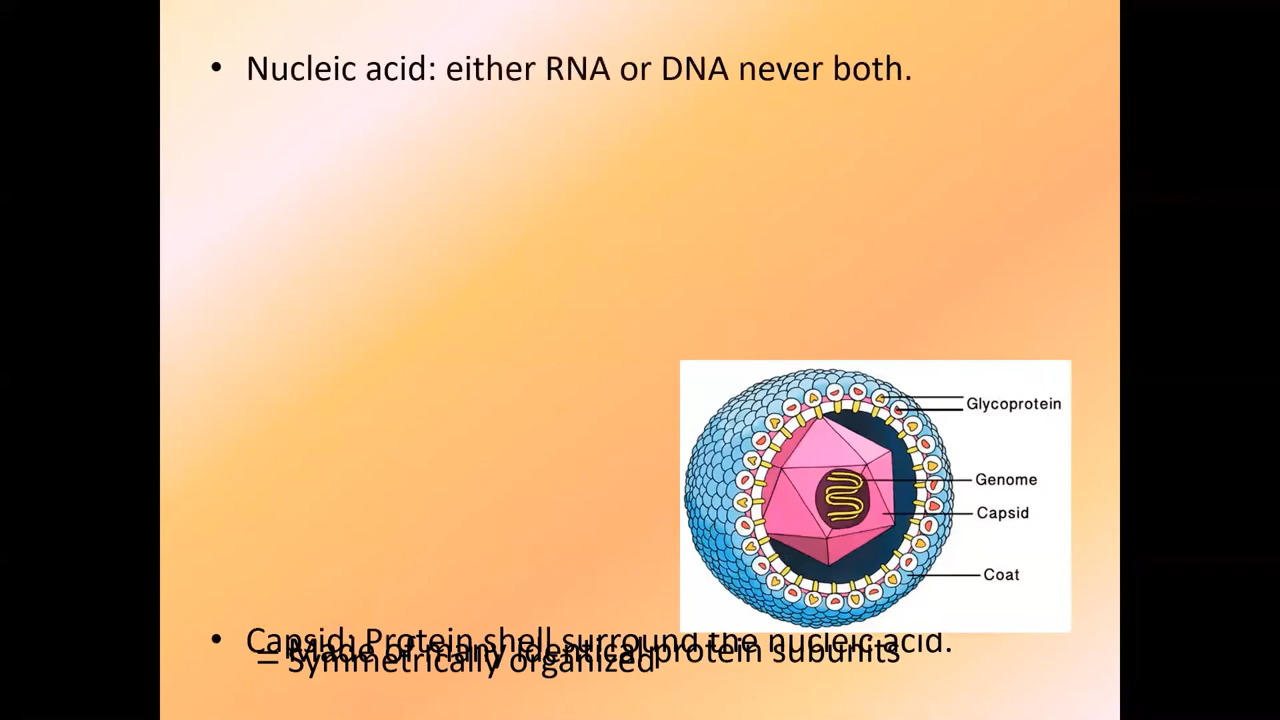 • Nucleic acid: either RNA or DNA never both.
Glycoprotein
Genome
Capsid
Coat
• Capsid: Protein shell surround the nucleic acid.
– Made of many identical protein subunits
– Symmetrically organized